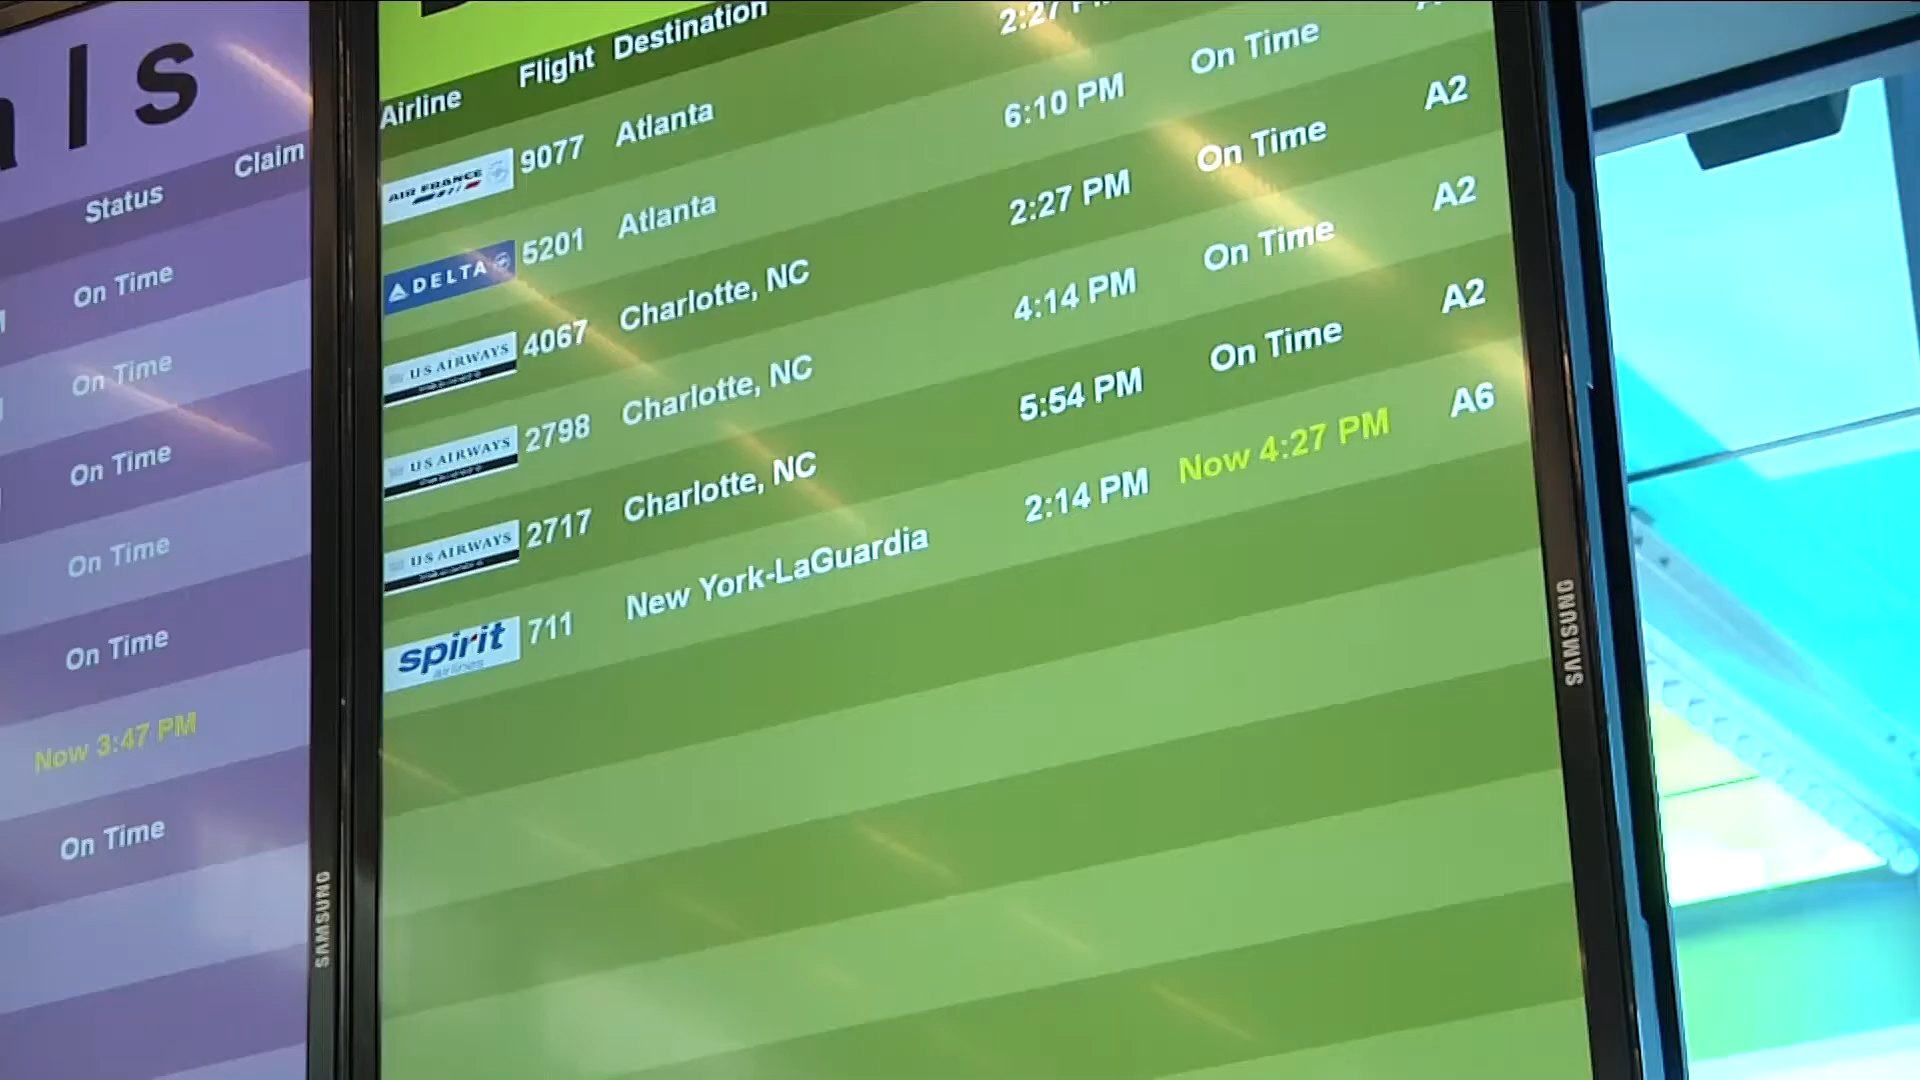 als
Status Claim
On Time
On Time
On Time
On Time
On Time
Now 3:47 PM
On Time
SAMSUNG
Airline Flight Destination
AIR FRANCE 9077 Atlanta 2:27
DELTA 5201 Atlanta 6:10 PM On Time
US AIRWAYS 4067 Charlotte, NC 2:27 PM On Time A2
US AIRWAYS 2798 Charlotte, NC 4:14 PM On Time A2
US AIRWAYS 2717 Charlotte, NC 5:54 PM On Time A2
spirit airlines 711 New York-LaGuardia 2:14 PM Now 4:27 PM A6
SAMSUNG